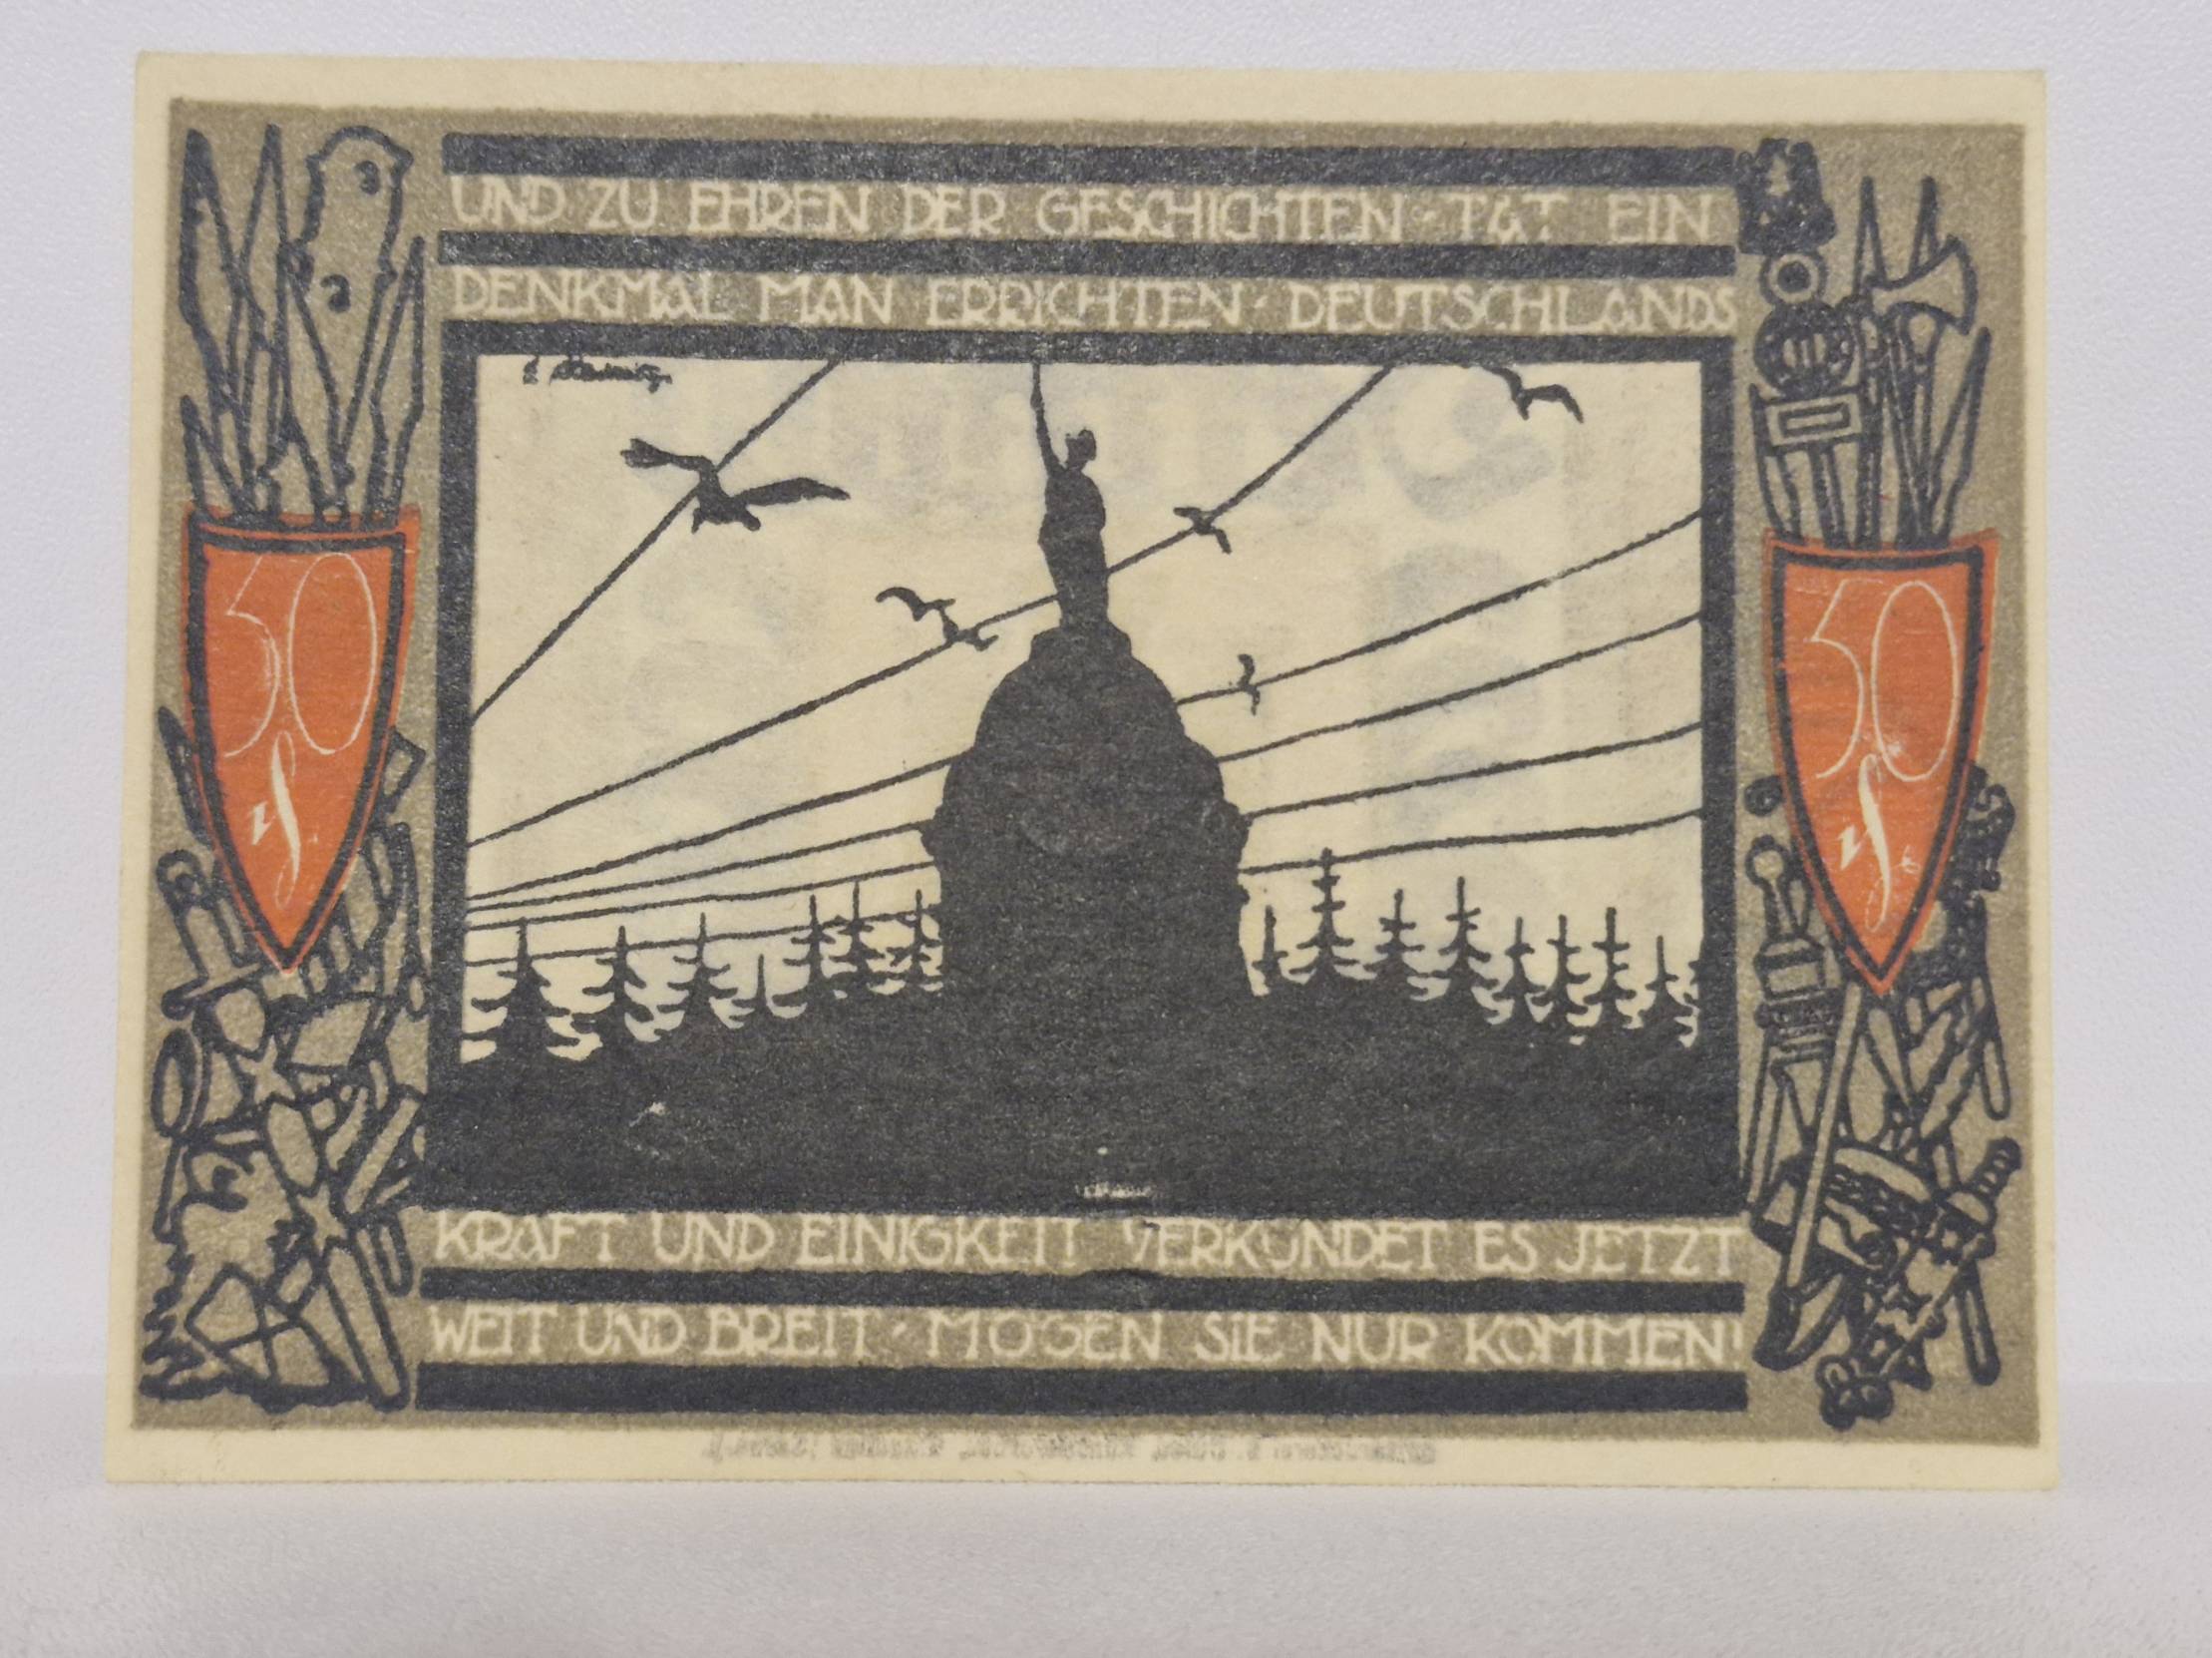 UND ZU EHREN DER GESCHICHTEN · TAT EIN
DENKMAL MAN ERRICHTEN · DEUTSCHLANDS
50
50
KRAFT UND EINIGKEIT VERKÜNDET ES JETZT
WEIT UND BREIT · MÖGEN SIE NUR KOMMEN!